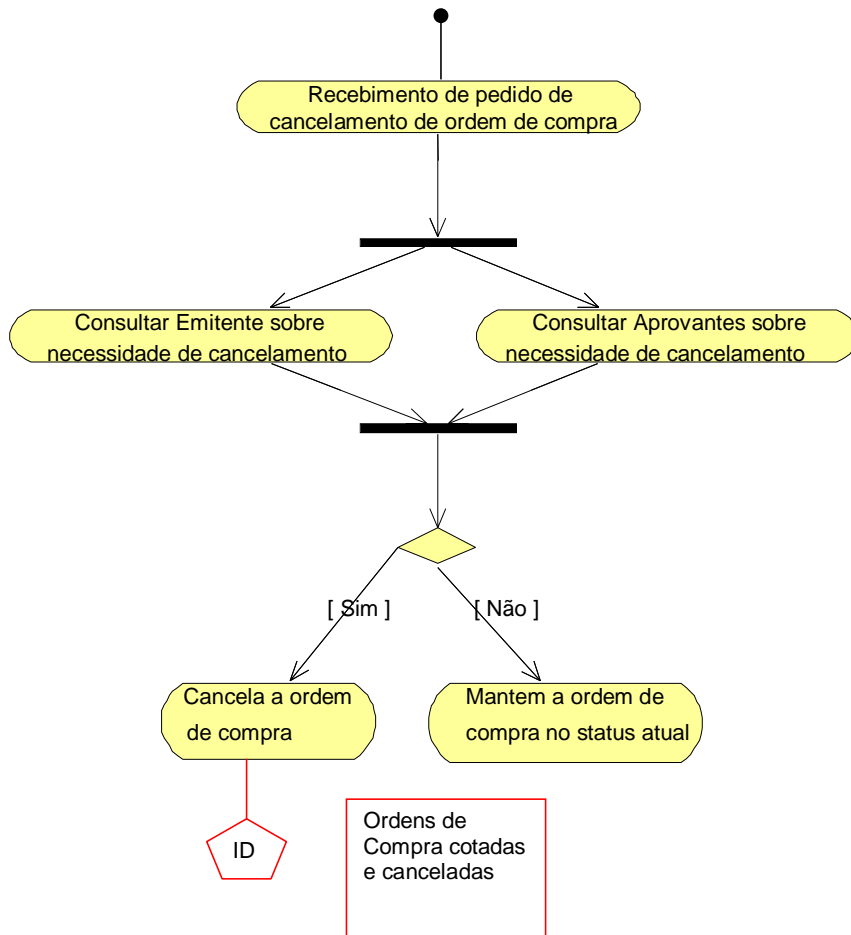 Recebimento de pedido de
cancelamento de ordem de compra
Consultar Emitente sobre
necessidade de cancelamento
Consultar Aprovantes sobre
necessidade de cancelamento
[ Sim ]
[ Não ]
Cancela a ordem
de compra
Mantem a ordem de
compra no status atual
ID
Ordens de
Compra cotadas
e canceladas